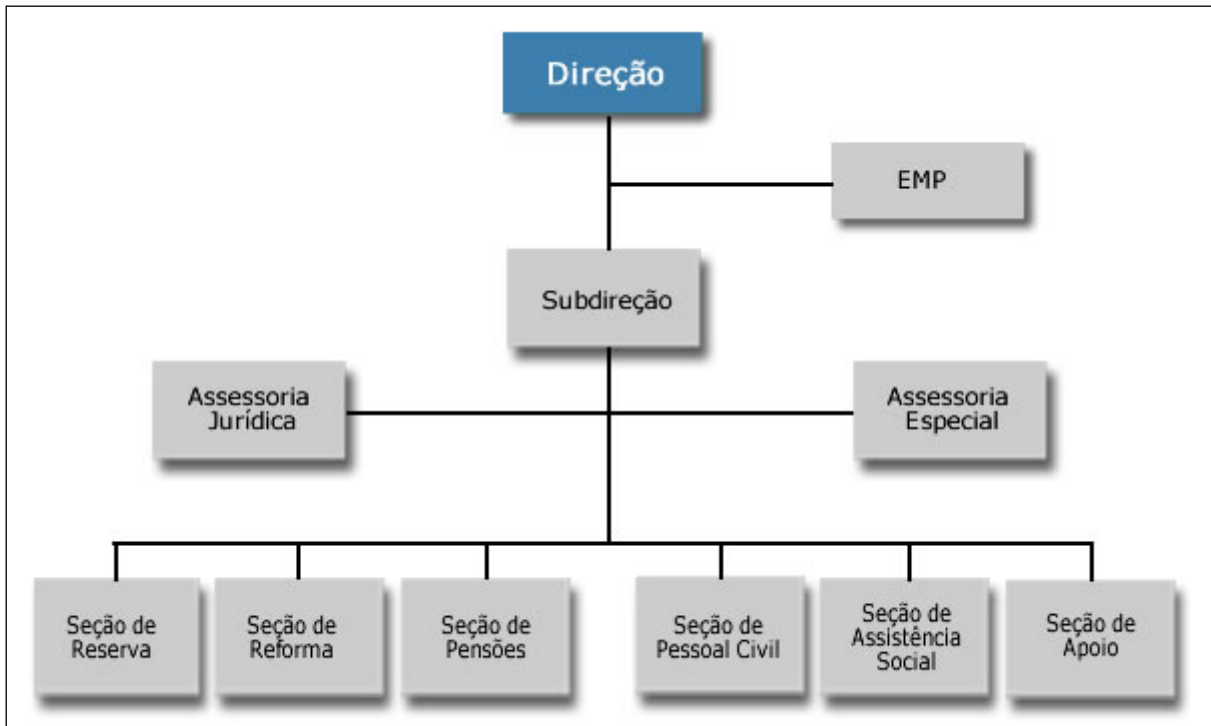 Direção
EMP
Subdireção
Assessoria
Jurídica
Assessoria
Especial
Seção de
Reserva
Seção de
Reforma
Seção de
Pensões
Seção de
Pessoal Civil
Seção de
Assistência
Social
Seção de
Apoio